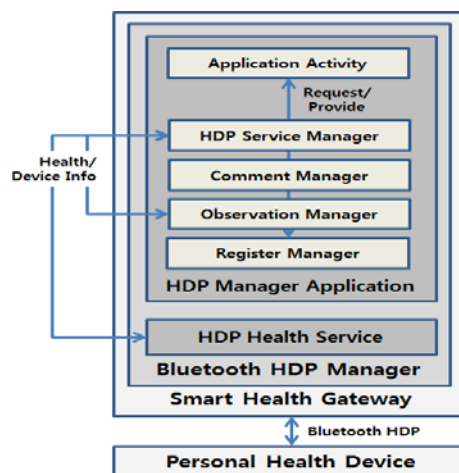 Application Activity
Request/
Provide
HDP Service Manager
Health/
Device Info
Comment Manager
Observation Manager
Register Manager
HDP Manager Application
HDP Health Service
Bluetooth HDP Manager
Smart Health Gateway
Bluetooth HDP
Personal Health Device